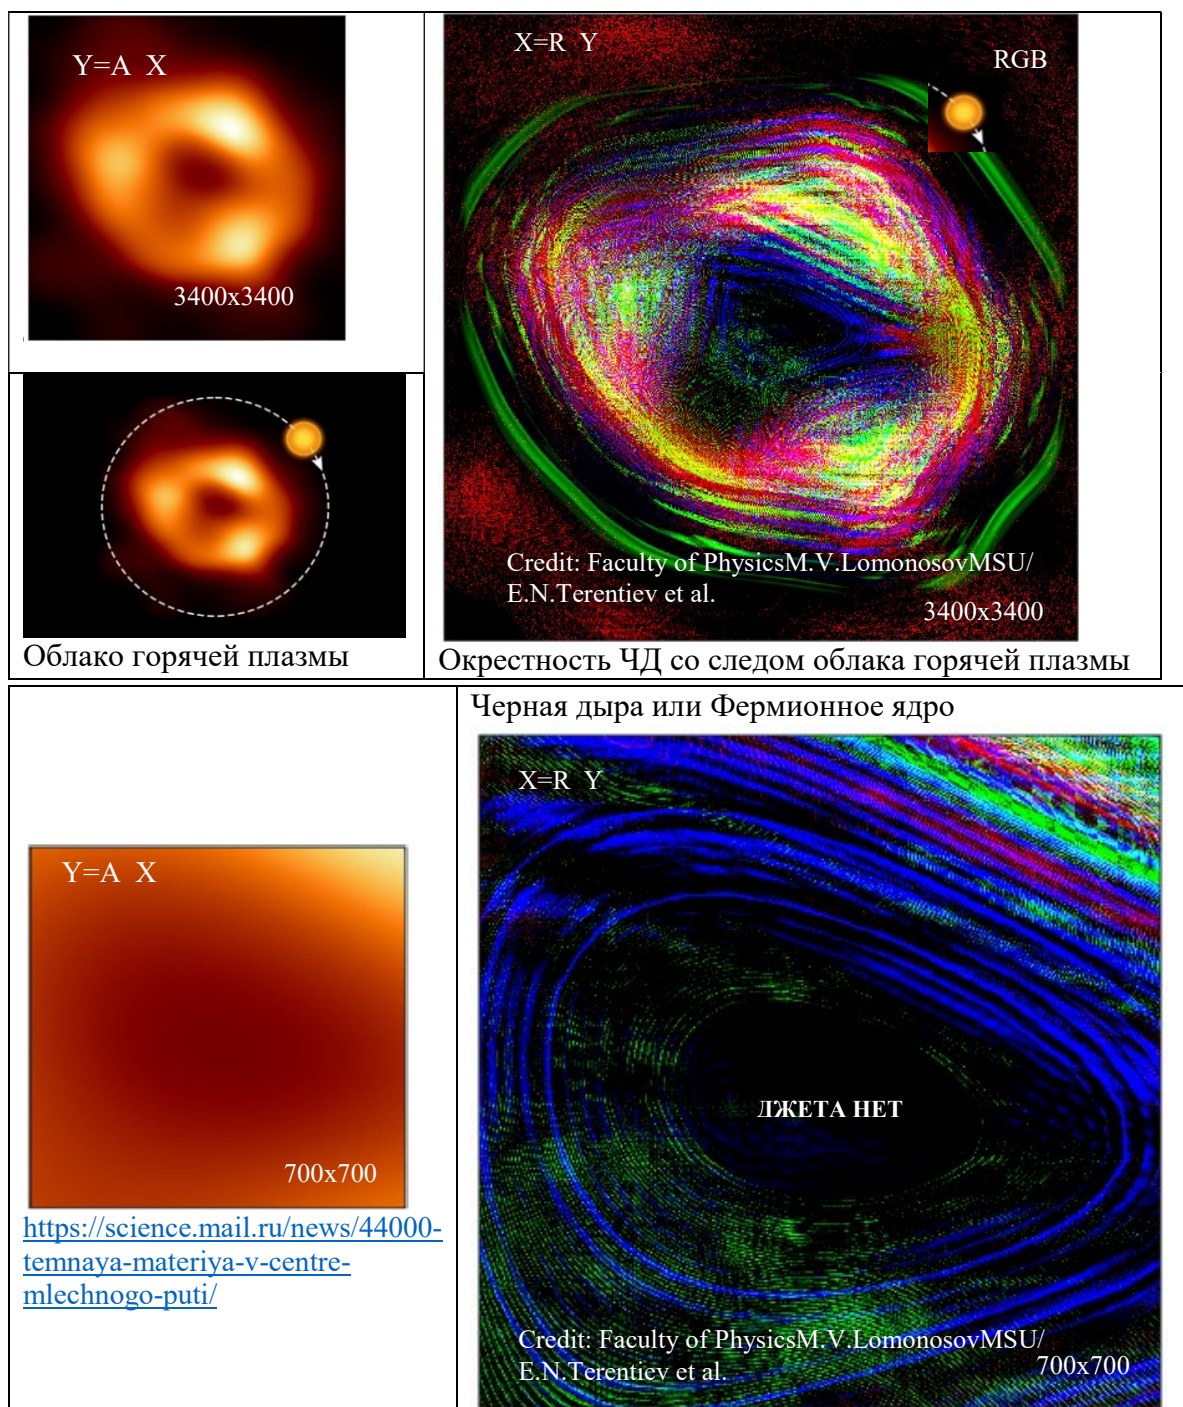 Y=A X
3400x3400
Облако горячей плазмы
X=R Y
RGB
Credit: Faculty of PhysicsM.V.LomonosovMSU/
E.N.Terentiev et al.
3400x3400
Окрестность ЧД со следом облака горячей плазмы
Y=A X
700x700
https://science.mail.ru/news/44000-
temnaya-materiya-v-centre-
mlechnogo-puti/
Черная дыра или Фермионное ядро
X=R Y
ДЖЕТА НЕТ
Credit: Faculty of PhysicsM.V.LomonosovMSU/
E.N.Terentiev et al.
700x700